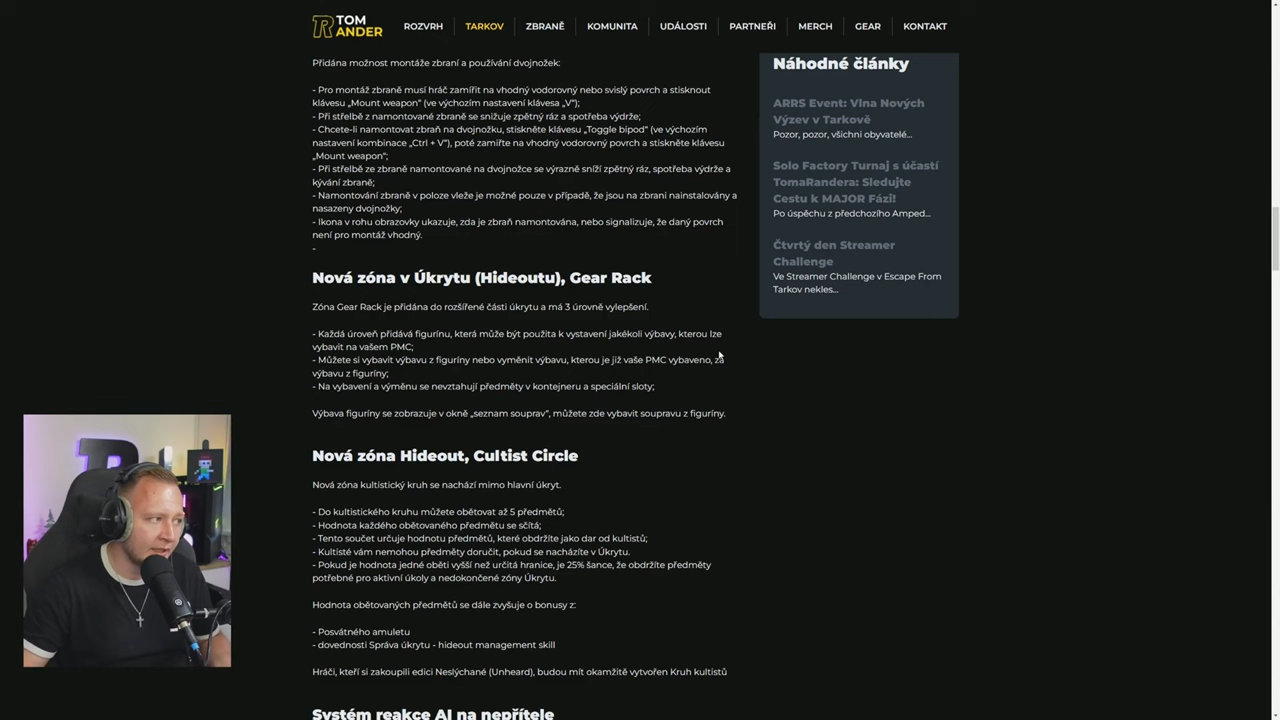 TOM
RANDER
ROZVRH
TARKOV
ZBRANĚ
KOMUNITA
UDÁLOSTI
PARTNEŘI
MERCH
GEAR
KONTAKT
Přidána možnost montáže zbraní a používání dvojnožek:
- Pro montáž zbraně musí hráč zamířit na vhodný vodorovný nebo svislý povrch a stisknout
klávesu „Mount weapon“ (ve výchozím nastavení klávesa „V“);
- Při střelbě z namontované zbraně se snižuje zpětný ráz a spotřeba výdrže;
- Chcete-li namontovat zbraň na dvojnožku, stiskněte klávesu „Toggle bipod“ (ve výchozím
nastavení kombinace „Ctrl + V“), poté zamiřte na vhodný vodorovný povrch a stiskněte klávesu
„Mount weapon“;
- Při střelbě ze zbraně namontované na dvojnožce se výrazně sníží zpětný ráz, spotřeba výdrže a
kývání zbraně;
- Namontování zbraně v poloze vleže je možné pouze v případě, že jsou na zbrani nainstalovány a
nasazeny dvojnožky;
- Ikona v rohu obrazovky ukazuje, zda je zbraň namontována, nebo signalizuje, že daný povrch
není pro montáž vhodný.
-
Nová zóna v Úkrytu (Hideoutu), Gear Rack
Zóna Gear Rack je přidána do rozšířené části úkrytu a má 3 úrovně vylepšení.
- Každá úroveň přidává figurínu, která může být použita k vystavení jakékoli výbavy, kterou lze
vybavit na vašem PMC;
- Můžete si vybavit výbavu z figuríny nebo vyměnit výbavu, kterou je již vaše PMC vybaveno, za
výbavu z figuríny;
- Na vybavení a výměnu se nevztahují předměty v kontejneru a speciální sloty;
Výbava figuríny se zobrazuje v okně „seznam souprav“, můžete zde vybavit soupravu z figuríny.
Nová zóna Hideout, Cultist Circle
Nová zóna kultistický kruh se nachází mimo hlavní úkryt.
- Do kultistického kruhu můžete obětovat až 5 předmětů;
- Hodnota každého obětovaného předmětu se sčítá;
- Tento součet určuje hodnotu předmětů, které obdržíte jako dar od kultistů;
- Kultisté vám nemohou předměty doručit, pokud se nacházíte v Úkrytu.
- Pokud je hodnota jedné oběti vyšší než určitá hranice, je 25% šance, že obdržíte předměty
potřebné pro aktivní úkoly a nedokončené zóny Úkrytu.
Hodnota obětovaných předmětů se dále zvyšuje o bonusy z:
- Posvátného amuletu
- dovednosti Správa úkrytu - hideout management skill
Hráči, kteří si zakoupili edici Neslýchané (Unheard), budou mít okamžitě vytvořen Kruh kultistů
Systém reakce AI na nepřítele
Náhodné články
ARRS Event: Vlna Nových
Výzev v Tarkově
Pozor, pozor, všichni obyvatelé...
Solo Factory Turnaj s účastí
TomaRandera: Sledujte
Cestu k MAJOR Fázi!
Po úspěchu z předchozího Amped...
Čtvrtý den Streamer
Challenge
Ve Streamer Challenge v Escape From
Tarkov nekles...